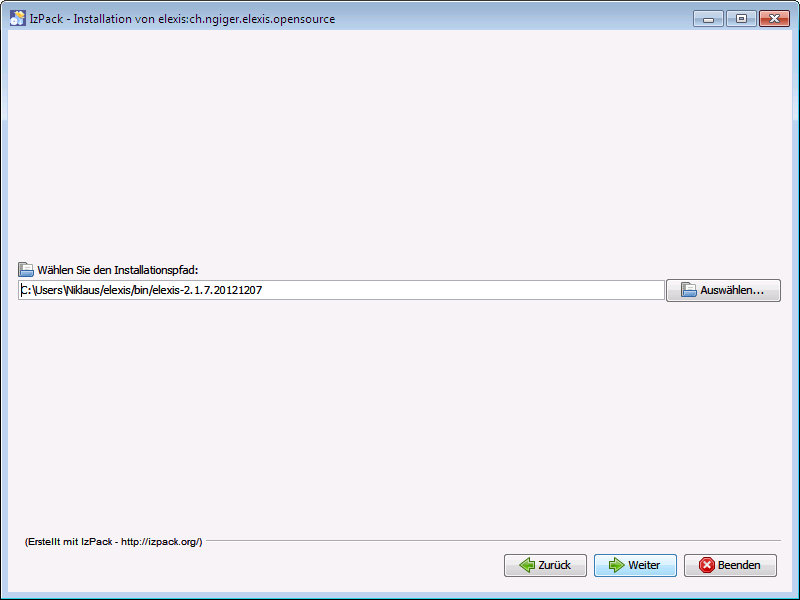 IzPack - Installation von elexis:ch.ngiger.elexis.opensource
Wählen Sie den Installationspfad:
C:\Users\Niklaus/elexis/bin/elexis-2.1.7.20121207
Auswählen...
(Erstellt mit IzPack - http://izpack.org/)
Zurück
Weiter
Beenden